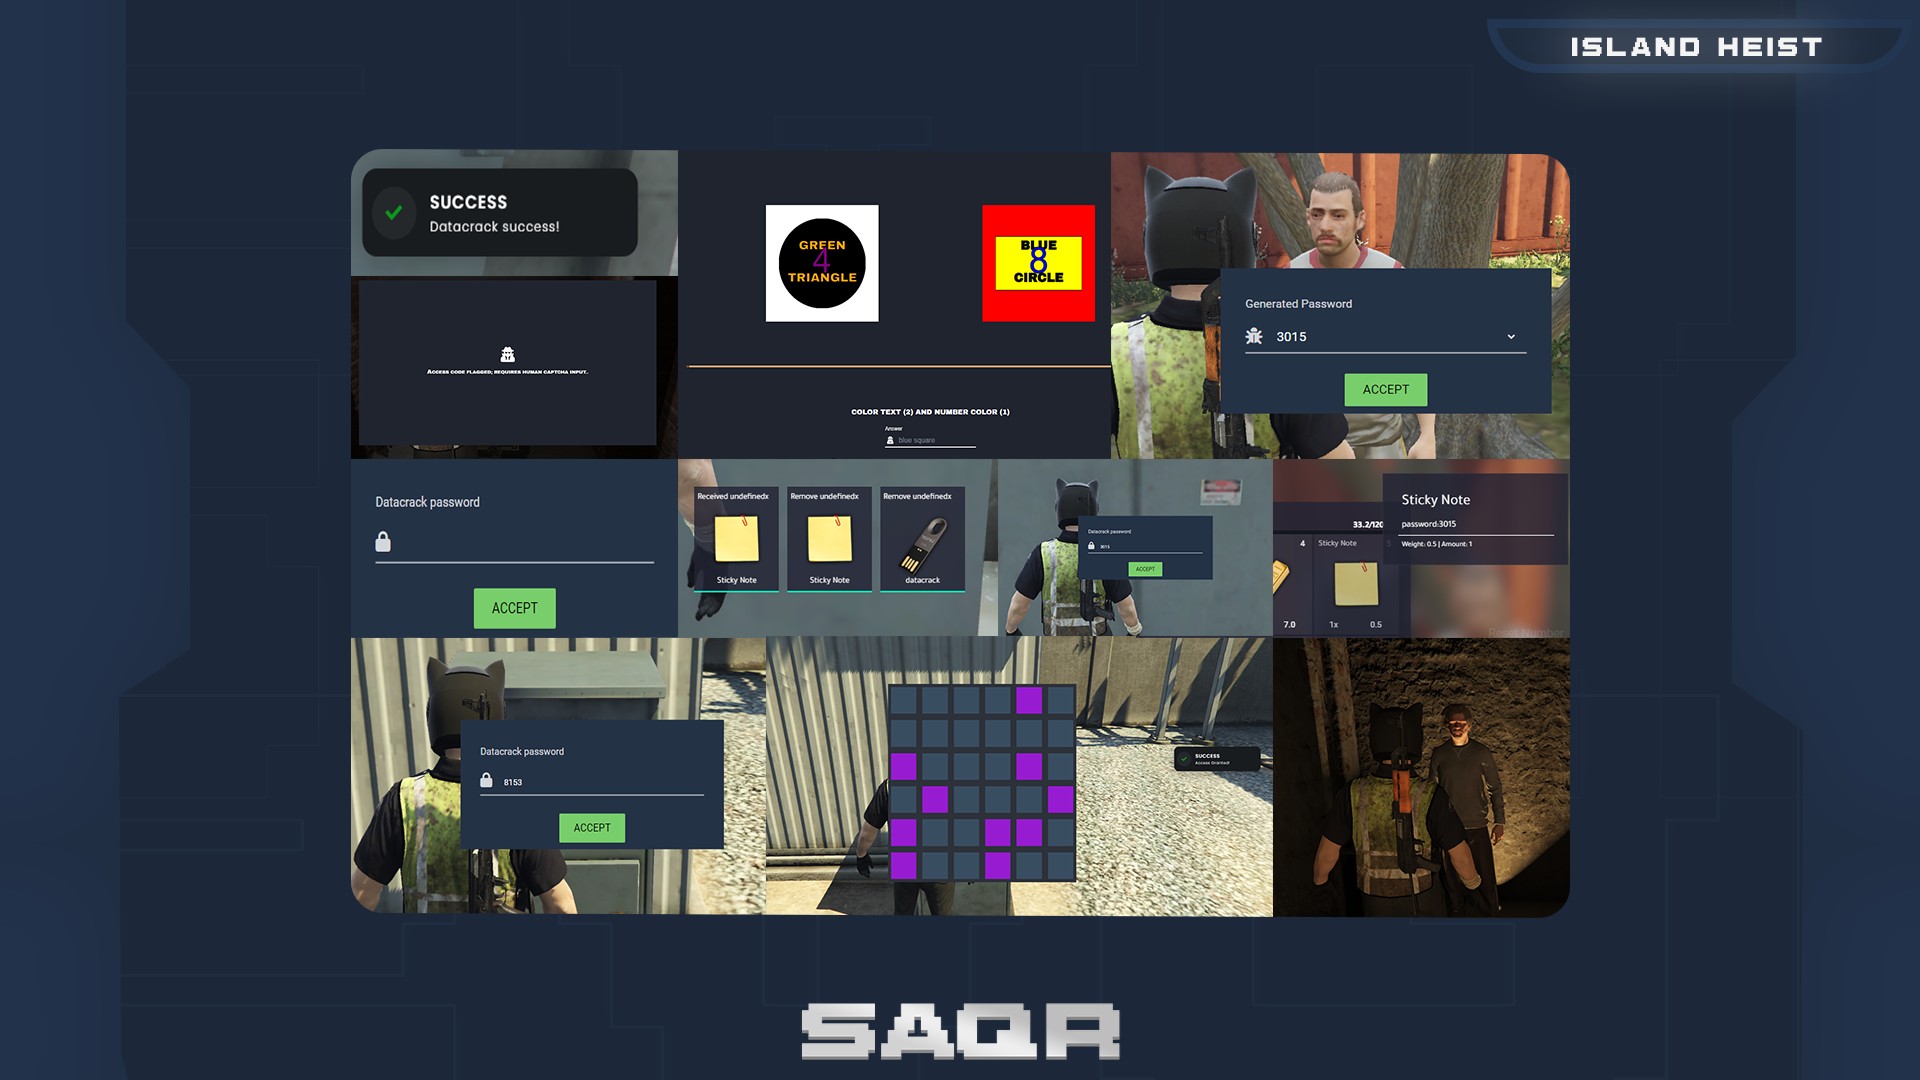 ISLAND HEIST
SUCCESS
Datacrack success!
Access code flagged; requires human captcha input.
GREEN
4
TRIANGLE
BLUE
8
CIRCLE
COLOR TEXT (2) AND NUMBER COLOR (1)
Answer
blue square
Generated Password
3015
ACCEPT
Datacrack password
ACCEPT
Received undefinedx
Sticky Note
Remove undefinedx
Sticky Note
Remove undefinedx
datacrack
Datacrack password
3015
ACCEPT
33.2/120
4
Sticky Note
5
7.0
1x
0.5
Sticky Note
password:3015
Weight: 0.5 | Amount: 1
Datacrack password
8153
ACCEPT
SUCCESS
Access Granted!
SAQR